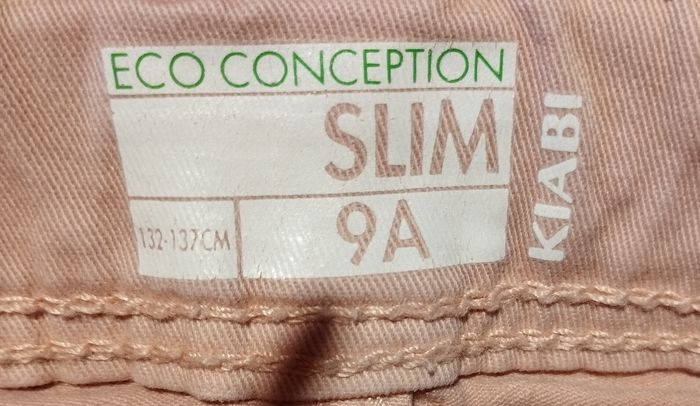 ECO CONCEPTION
SLIM
132-137CM
9A
KIABI